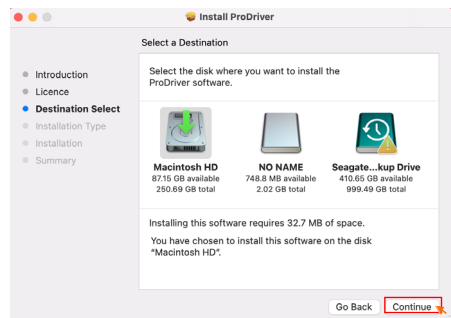 Install ProDriver
Select a Destination
Introduction
Licence
Destination Select
Installation Type
Installation
Summary
Select the disk where you want to install the
ProDriver software.
Macintosh HD
87.15 GB available
250.69 GB total
NO NAME
748.8 MB available
2.02 GB total
Seagate...kup Drive
410.65 GB available
999.49 GB total
Installing this software requires 32.7 MB of space.
You have chosen to install this software on the disk
“Macintosh HD”.
Go Back
Continue